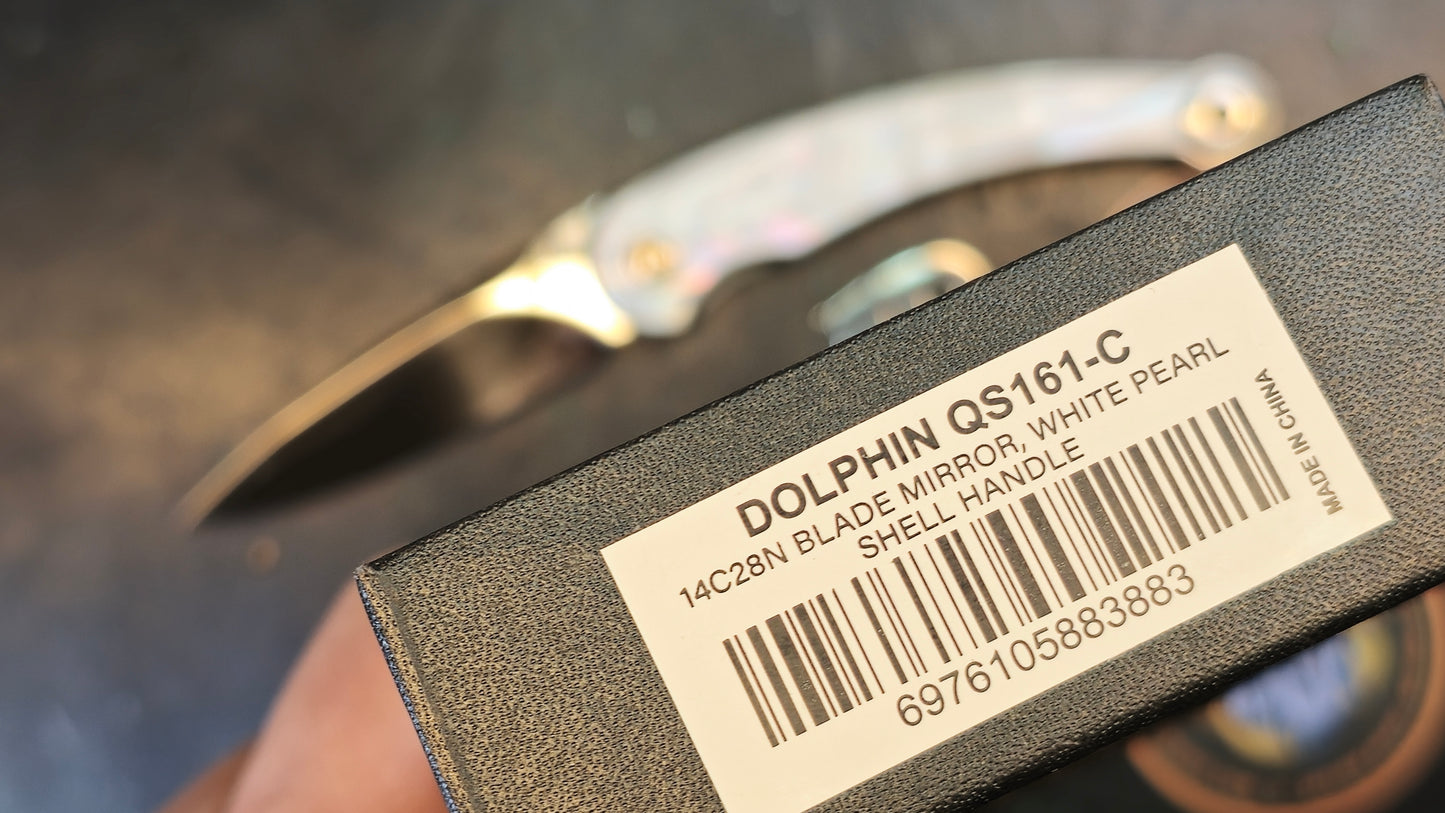 DOLPHIN QS161-C
14C28N BLADE MIRROR, WHITE PEARL
SHELL HANDLE
6976105883883
MADE IN CHINA